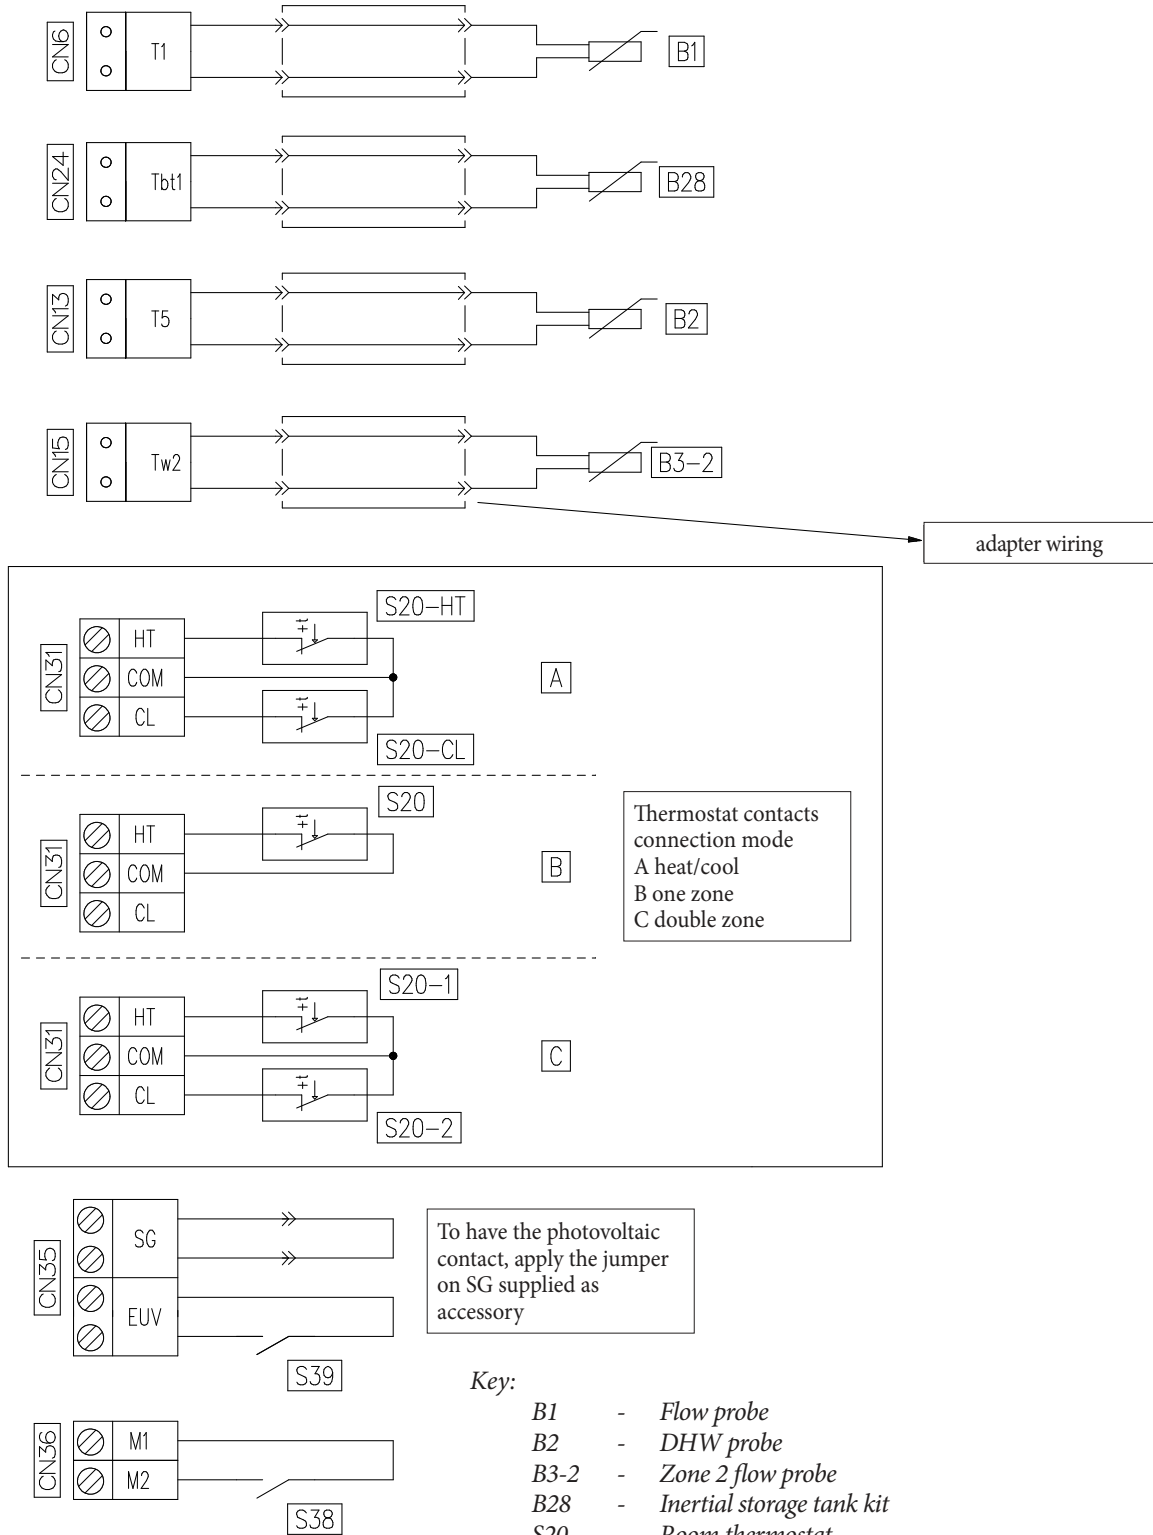 CN6
T1
B1
CN24
Tbt1
B28
CN13
T5
B2
CN15
Tw2
B3-2
adapter wiring
S20-HT
CN31
HT
COM
CL
+t
+t
A
S20-CL
S20
CN31
HT
COM
CL
+t
B
Thermostat contacts
connection mode
A heat/cool
B one zone
C double zone
S20-1
CN31
HT
COM
CL
+t
+t
C
S20-2
CN35
SG
EUV
S39
To have the photovoltaic
contact, apply the jumper
on SG supplied as
accessory
CN36
M1
M2
S38
Key:
B1 - Flow probe
B2 - DHW probe
B3-2 - Zone 2 flow probe
B28 - Inertial storage tank kit
S20 - Room thermostat